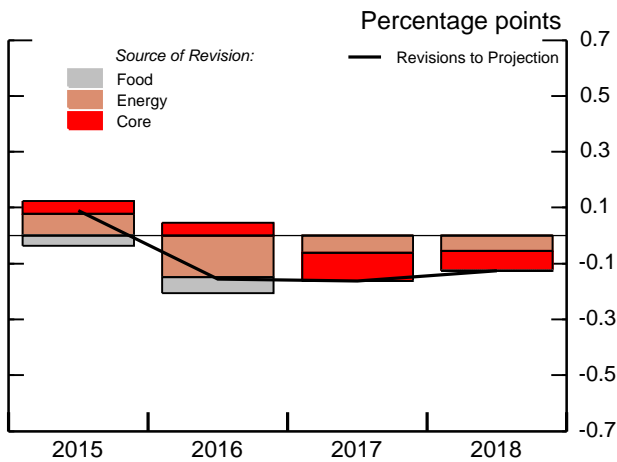 Percentage points
Source of Revision:
Food
Energy
Core
Revisions to Projection
0.7
0.5
0.3
0.1
-0.1
-0.3
-0.5
-0.7
2015 2016 2017 2018